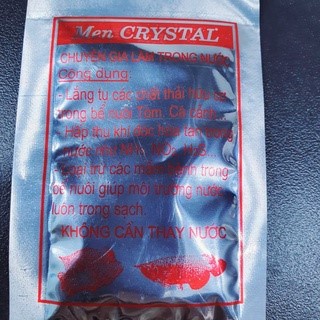 Men CRYSTAL
CHUYÊN GIA LÀM TRONG NƯỚC
Công dụng:
- Lắng tụ các chất thải hữu cơ
trong bể nuôi Tôm, Cá cảnh.
- Hấp thu khí độc hòa tan trong
nước như NH₃, NO₂, H₂S.
- Loại trừ các mầm bệnh trong
bể nuôi giúp môi trường nước
luôn trong sạch.
KHÔNG CẦN THAY NƯỚC